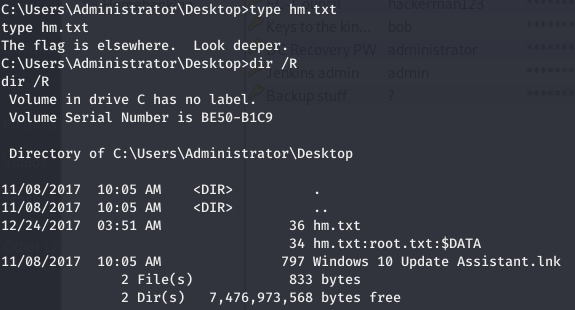 C:\Users\Administrator\Desktop>type hm.txt
type hm.txt
The flag is elsewhere.  Look deeper.
C:\Users\Administrator\Desktop>dir /R
dir /R
 Volume in drive C has no label.
 Volume Serial Number is BE50-B1C9

 Directory of C:\Users\Administrator\Desktop

11/08/2017  10:05 AM    <DIR>          .
11/08/2017  10:05 AM    <DIR>          ..
12/24/2017  03:51 AM                36 hm.txt
                                    34 hm.txt:root.txt:$DATA
11/08/2017  10:05 AM               797 Windows 10 Update Assistant.lnk
               2 File(s)            833 bytes
               2 Dir(s)   7,476,973,568 bytes free
hackerman123
Keys to the kin... bob ********
Recovery PW administrator ********
Jenkins admin admin ********
Backup stuff ? ********